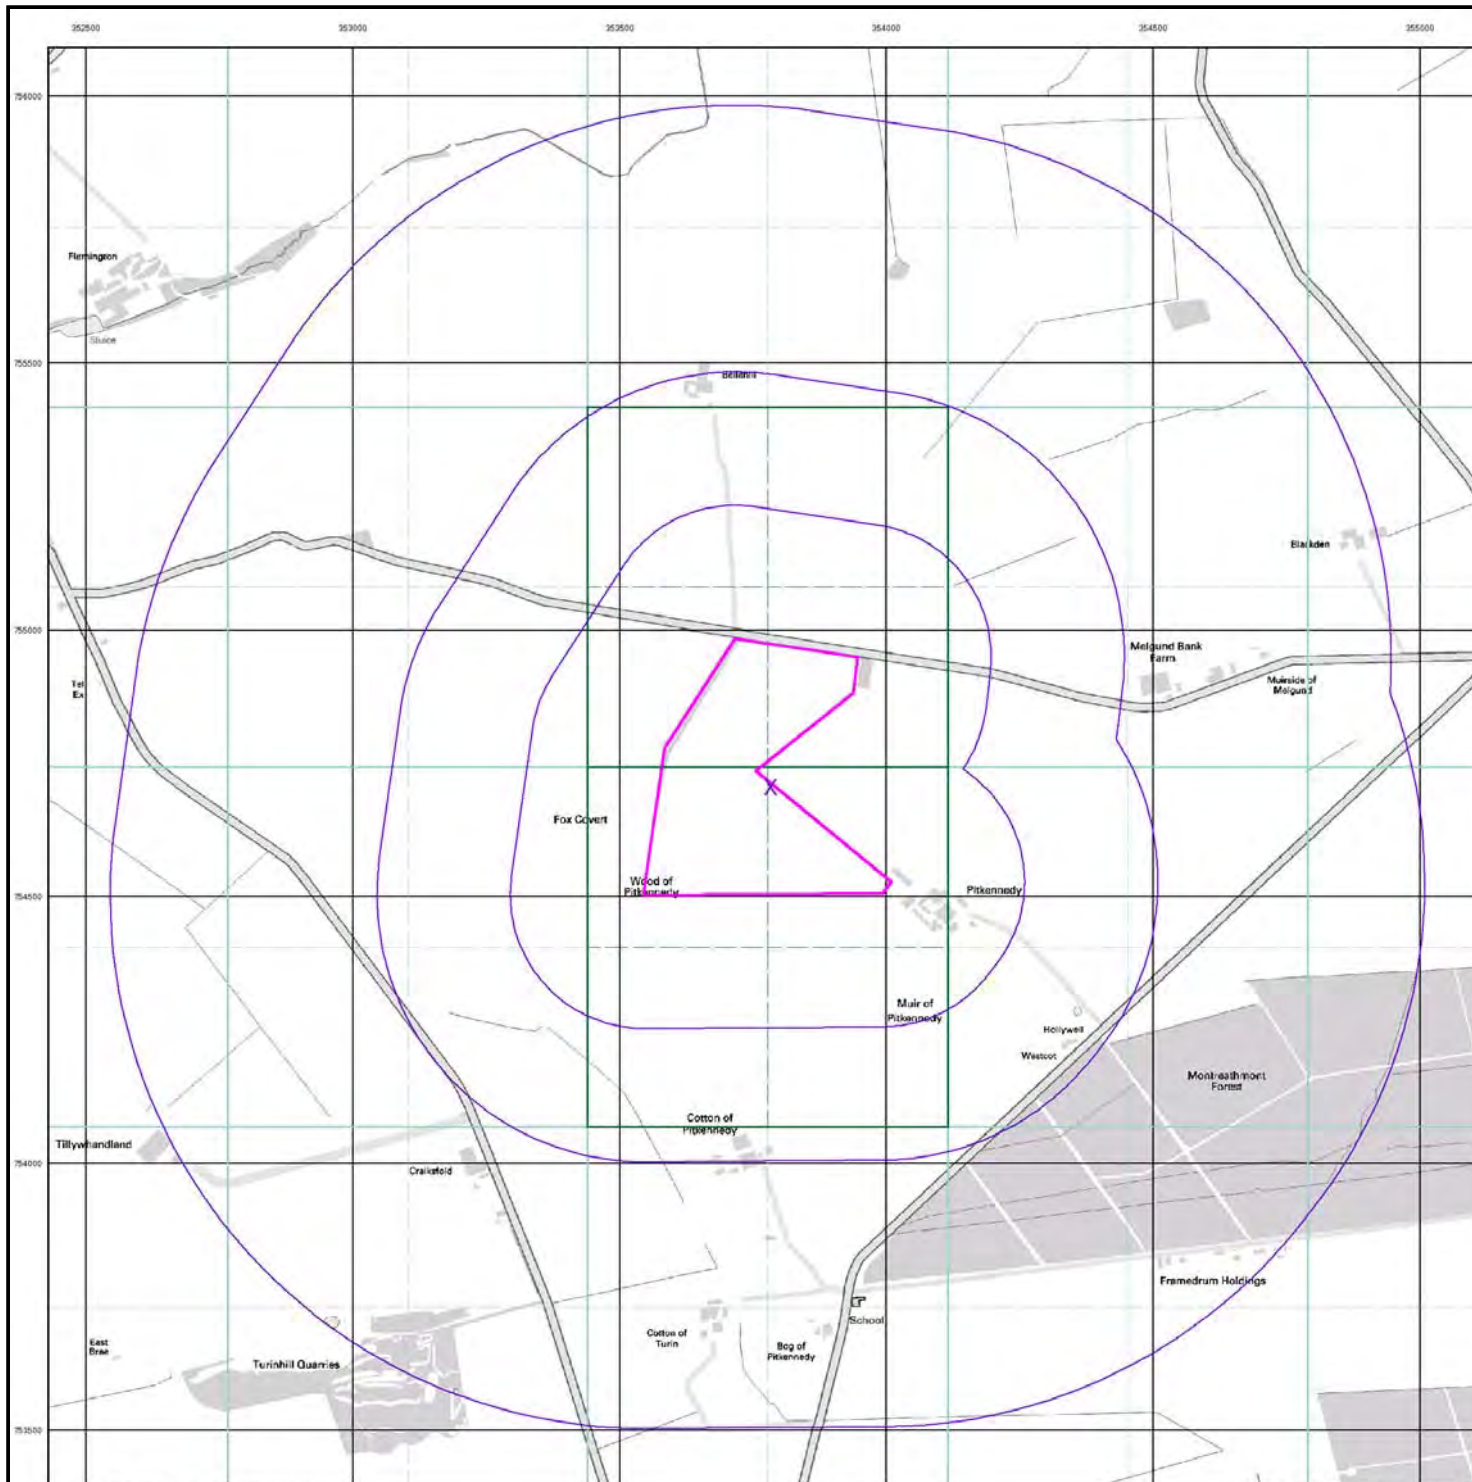 352500 353000 353500 354000 354500 355000
756000
Flemington
Sluice
755500
Bellahill
Blackden
755000
Melgund Bank
Farm
Muirside of
Melgund
Tel
Ex
Fox Covert
Wood of
Pitkennedy
Pitkennedy
754500
Muir of
Pitkennedy
Hollywell
Westcot
Montreathmont
Forest
Cotton of
Pitkennedy
Tillywhandland
754000
Craiksfold
Framedrum Holdings
School
Cotton of
Turin
Bog of
Pitkennedy
East
Brae
Turinhill Quarries
753500